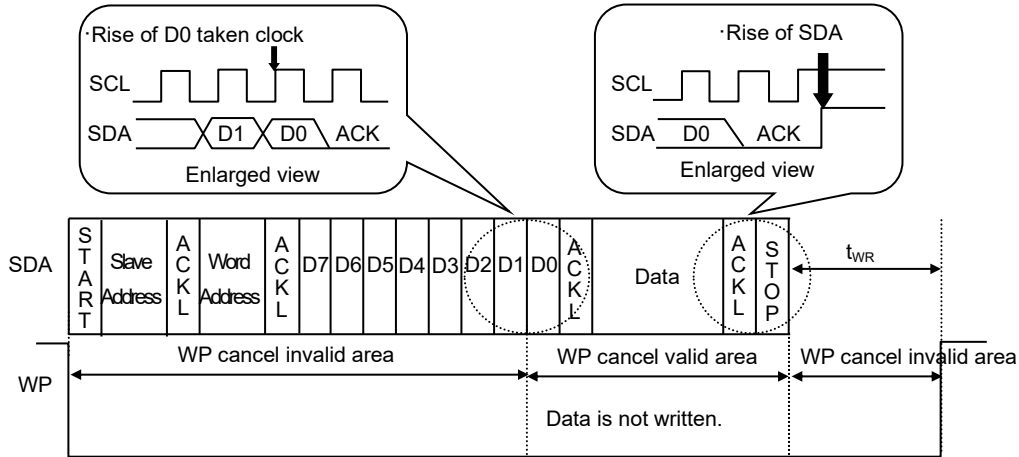 ·Rise of D0 taken clock
SCL
SDA D1 D0 ACK
Enlarged view
·Rise of SDA
SCL
SDA D0 ACK
Enlarged view
SDA
START
Slave
Address
ACKL
Word
Address
ACKL
D7 D6 D5 D4 D3 D2 D1 D0
ACKL
Data
ACKL
STOP
tWR
WP
WP cancel invalid area
WP cancel valid area
WP cancel invalid area
Data is not written.